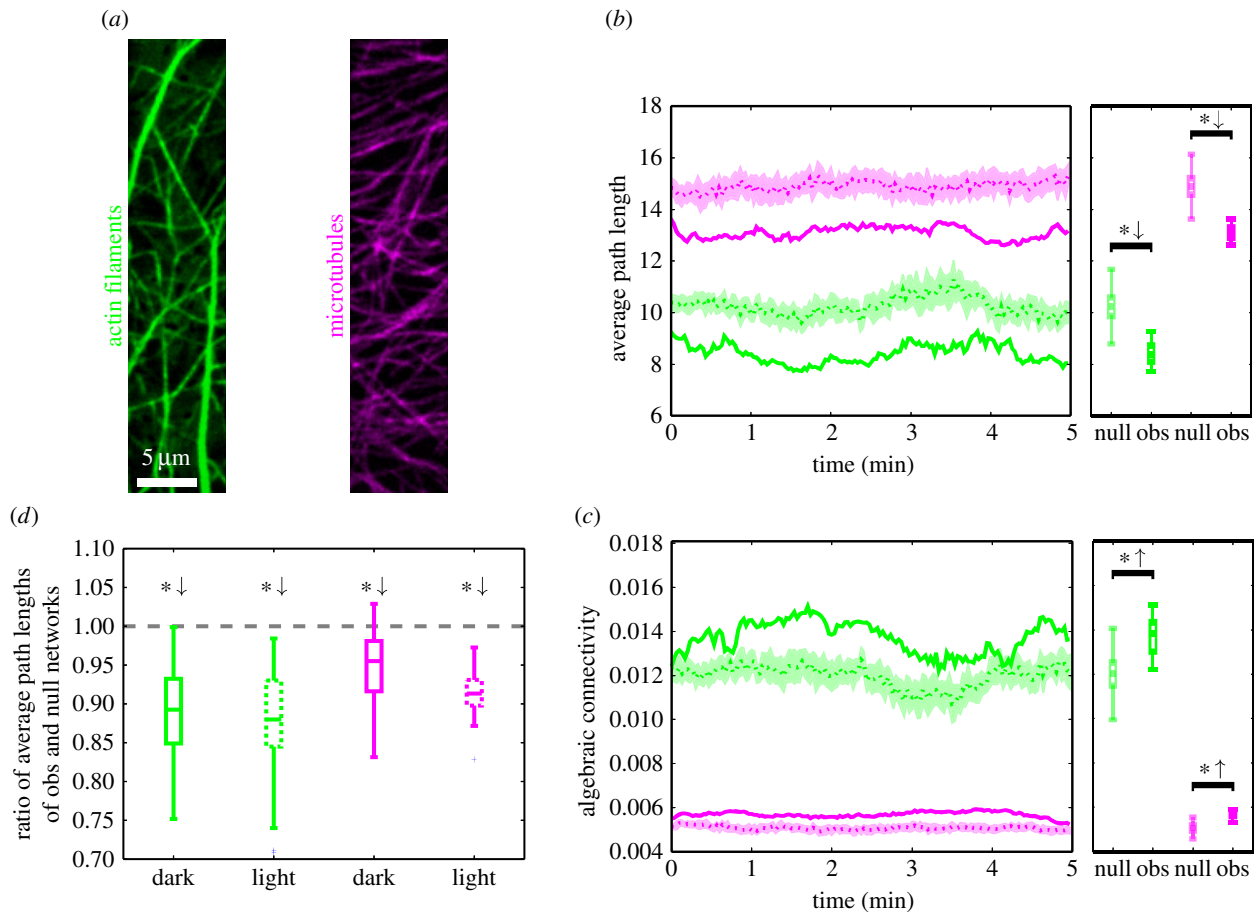 (a)
actin filaments
microtubules
5 µm
(b)
average path length
18
16
14
12
10
8
6
0 1 2 3 4 5
time (min)
* ↓
* ↓
null obs null obs
(d)
ratio of average path lengths
of obs and null networks
1.10
1.05
1.00
0.95
0.90
0.85
0.80
0.75
0.70
* ↓ * ↓ * ↓ * ↓
dark light dark light
(c)
algebraic connectivity
0.018
0.016
0.014
0.012
0.010
0.008
0.006
0.004
0 1 2 3 4 5
time (min)
* ↑
* ↑
null obs null obs